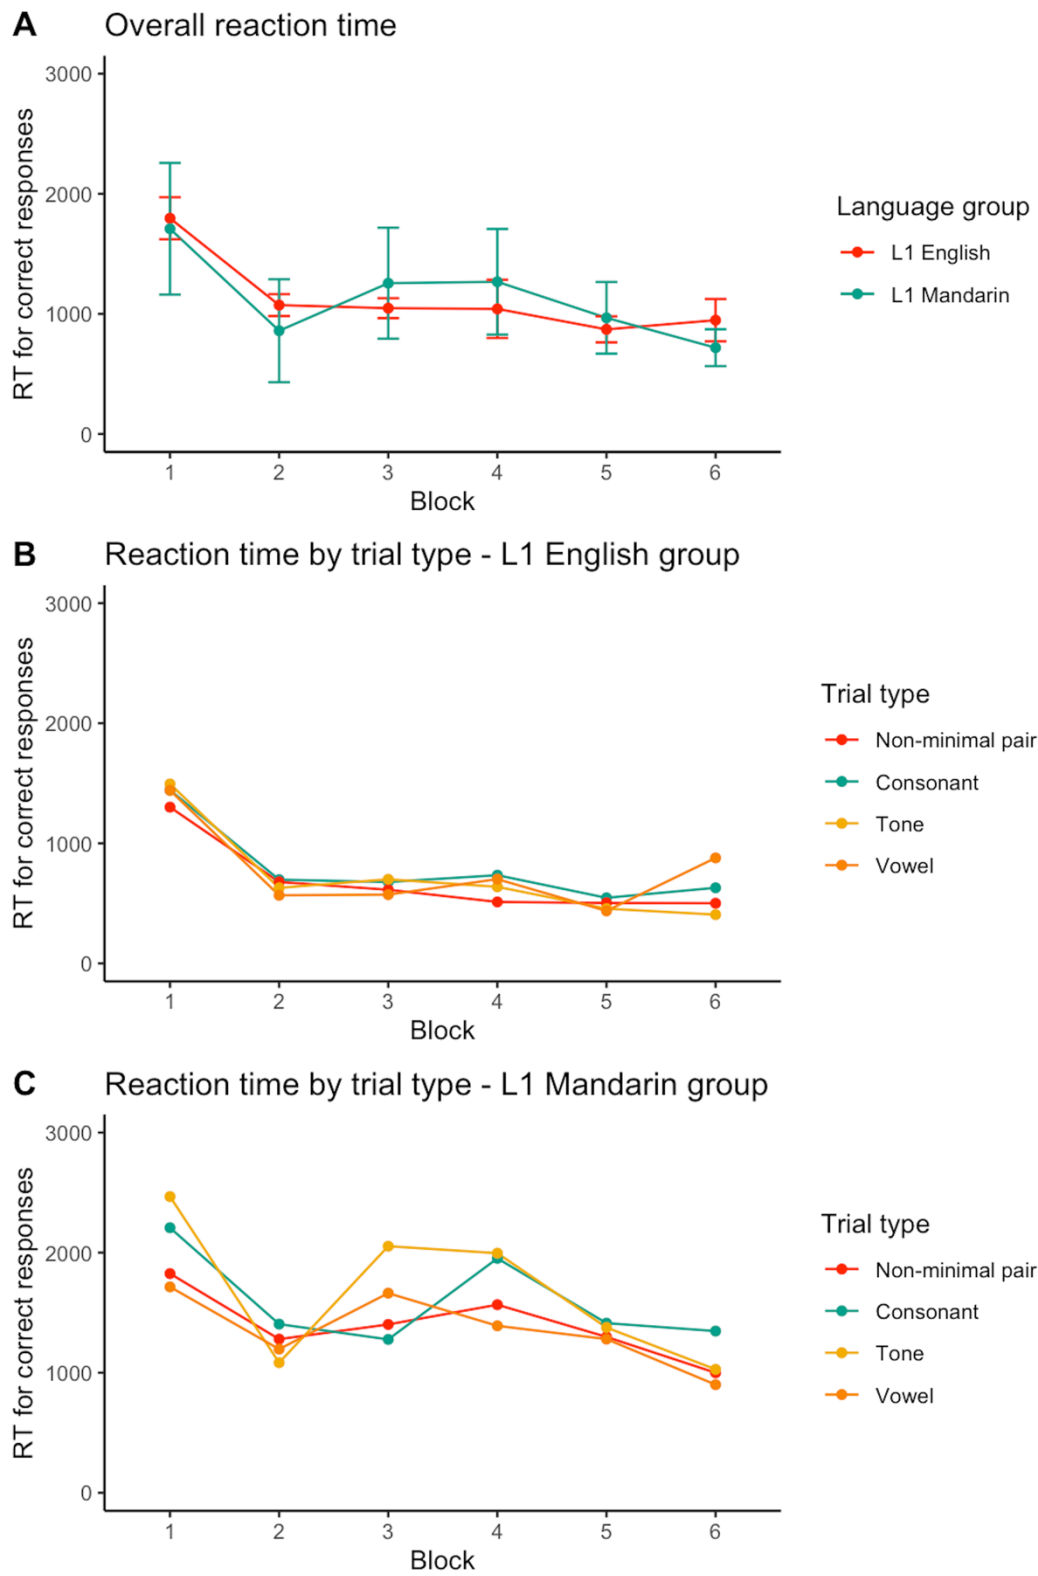 A Overall reaction time
RT for correct responses
3000
2000
1000
0
1 2 3 4 5 6
Block
Language group
L1 English
L1 Mandarin
B Reaction time by trial type - L1 English group
RT for correct responses
3000
2000
1000
0
1 2 3 4 5 6
Block
Trial type
Non-minimal pair
Consonant
Tone
Vowel
C Reaction time by trial type - L1 Mandarin group
RT for correct responses
3000
2000
1000
0
1 2 3 4 5 6
Block
Trial type
Non-minimal pair
Consonant
Tone
Vowel